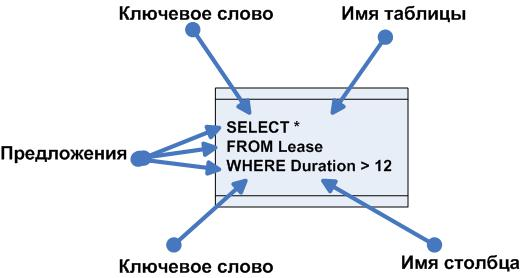 Ключевое слово
Имя таблицы
SELECT *
FROM Lease
WHERE Duration > 12
Предложения
Ключевое слово
Имя столбца